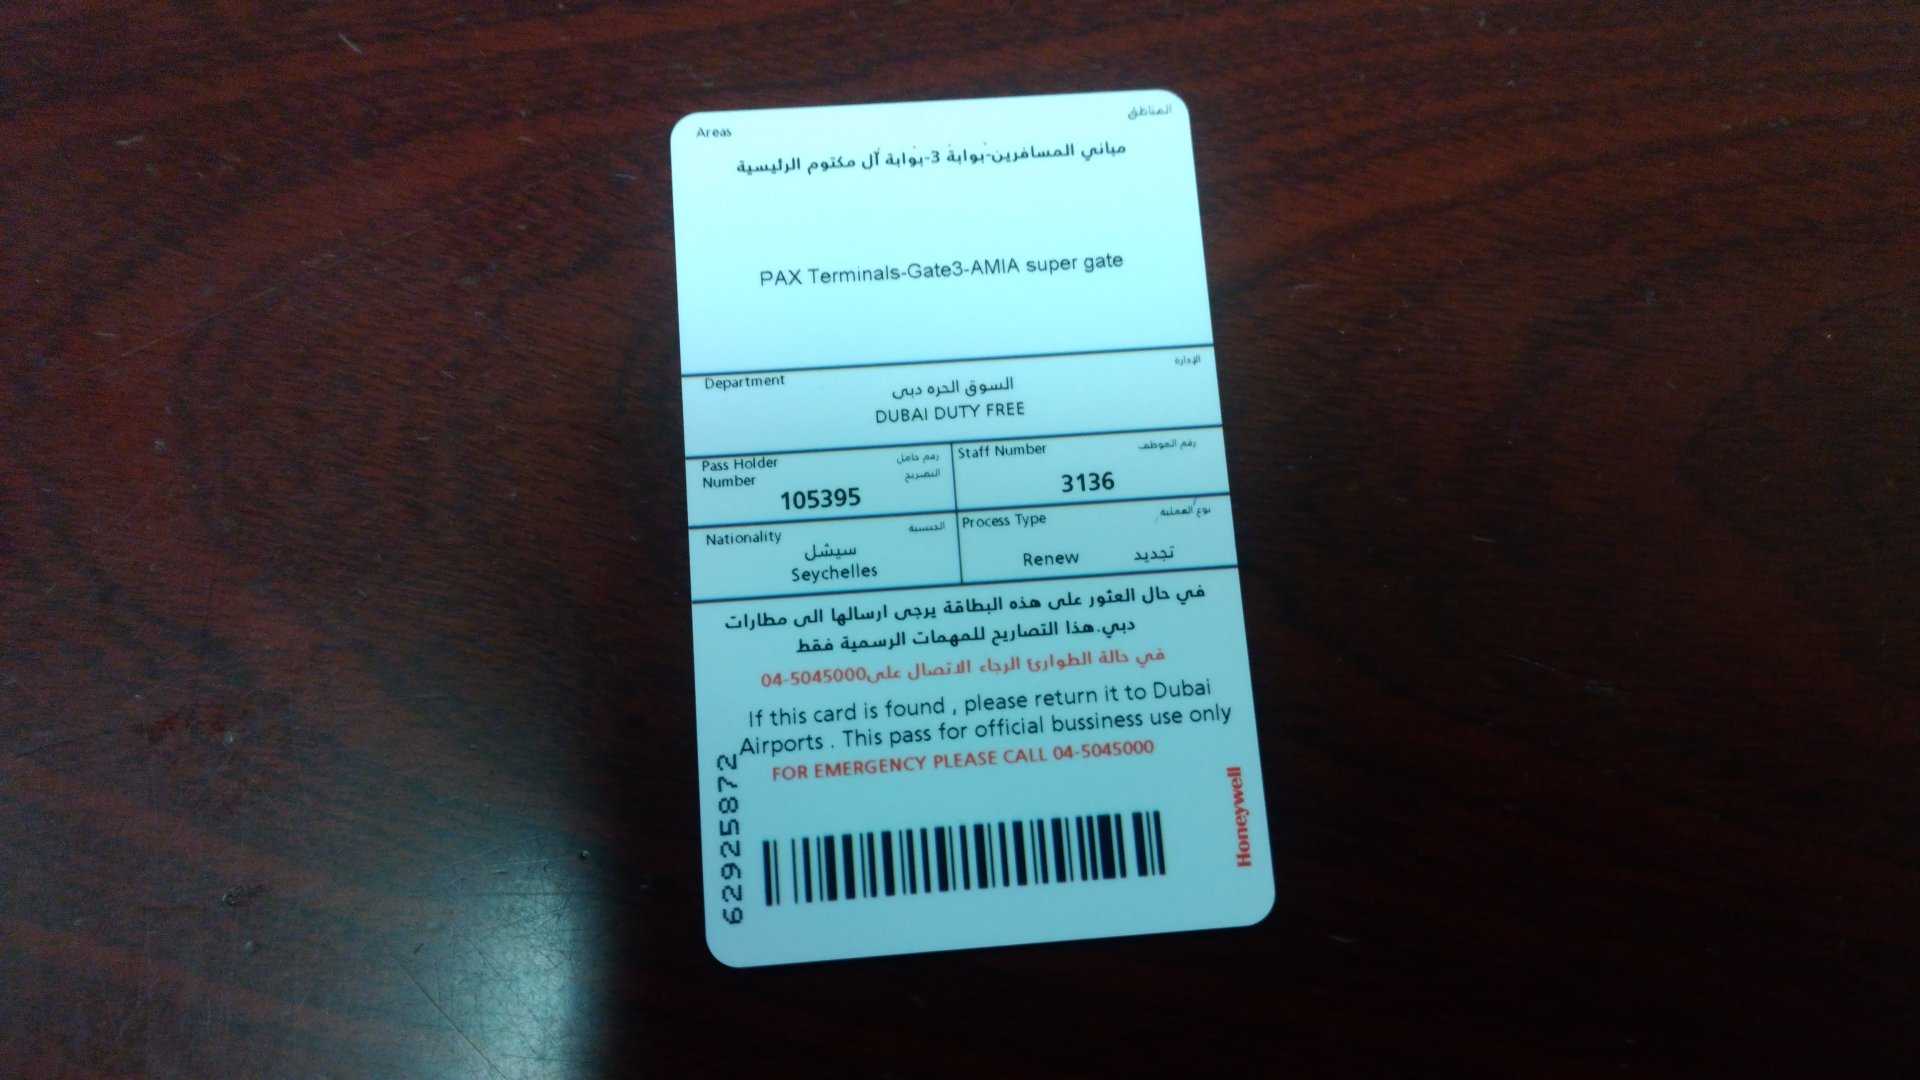 Areas
المناطق
مباني المسافرين-بوابة 3-بوابة آل مكتوم الرئيسية
PAX Terminals-Gate3-AMIA super gate
Department
الإدارة
السوق الحره دبى
DUBAI DUTY FREE
Pass Holder
Number
رقم حامل
التصريح
105395
Staff Number
رقم الموظف
3136
Nationality
الجنسية
سيشل
Seychelles
Process Type
نوع العملية
Renew
تجديد
في حال العثور على هذه البطاقة يرجى ارسالها الى مطارات
دبي.هذا التصاريح للمهمات الرسمية فقط
في حالة الطوارئ الرجاء الاتصال على04-5045000
If this card is found , please return it to Dubai
Airports . This pass for official bussiness use only
FOR EMERGENCY PLEASE CALL 04-5045000
62925872
Honeywell